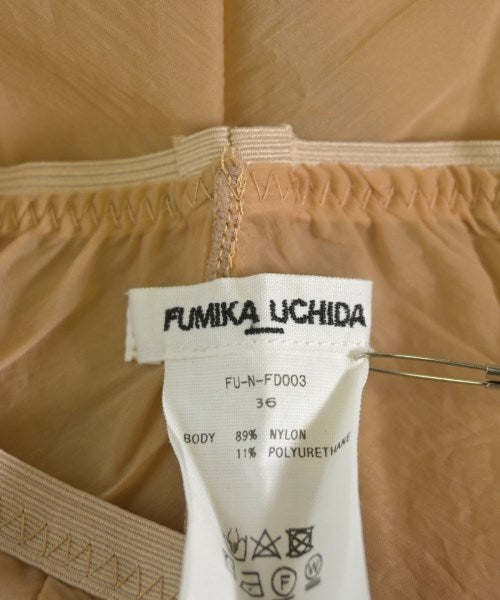 FUMIKA_UCHIDA
FU-N-FD003
36
BODY 89% NYLON
11% POLYURETHANE
F
W